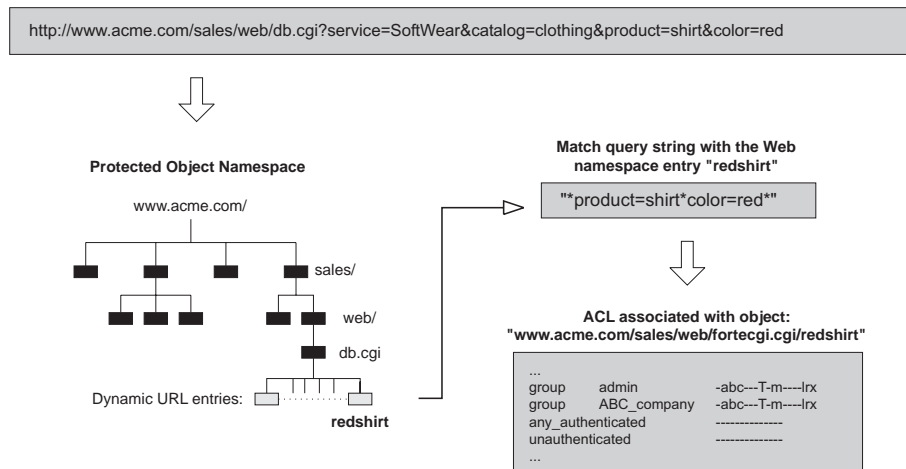 http://www.acme.com/sales/web/db.cgi?service=SoftWear&catalog=clothing&product=shirt&color=red
Protected Object Namespace
www.acme.com/
sales/
web/
db.cgi
Dynamic URL entries:
redshirt
Match query string with the Web
namespace entry "redshirt"
"*product=shirt*color=red*"
ACL associated with object:
"www.acme.com/sales/web/fortecgi.cgi/redshirt"
...
group admin -abc---T-m----lrx
group ABC_company -abc---T-m----lrx
any_authenticated --------------
unauthenticated --------------
...